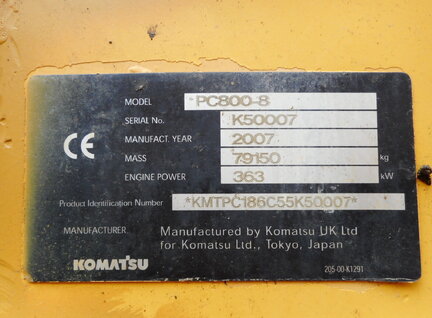 MODEL *PC800-8
SERIAL No. K50007
MANUFACT. YEAR 2007
MASS 79150 kg
ENGINE POWER 363 kW
Product Identification Number *KMTPC186C55K50007*
MANUFACTURER Manufactured by Komatsu UK Ltd
for Komatsu Ltd., Tokyo, Japan
CE
KOMATSU
205-00-K1291